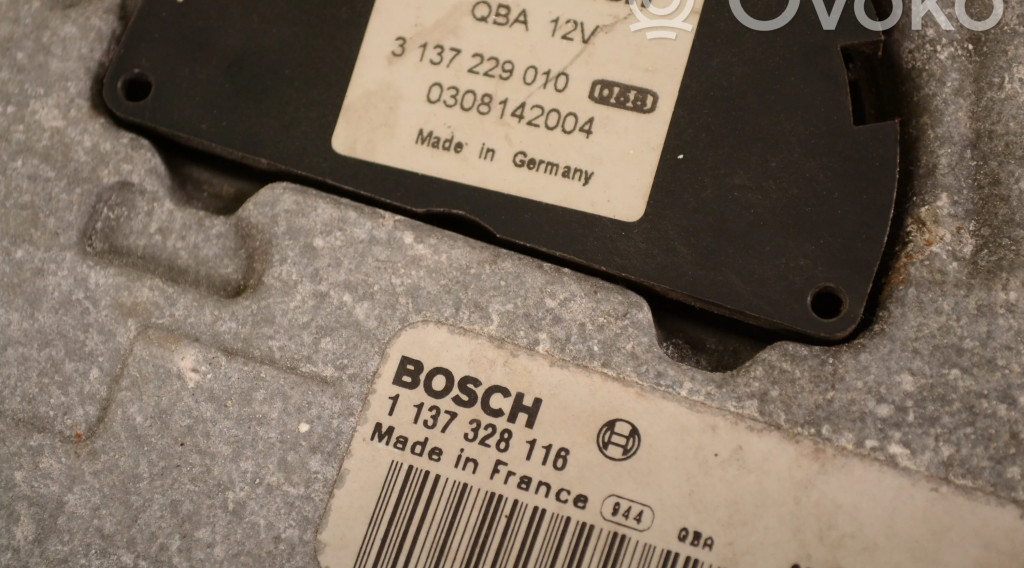 ovoko
QBA 12V
3 137 229 010 068
0308142004
Made in Germany
BOSCH
1 137 328 116
Made in France 944 QBA